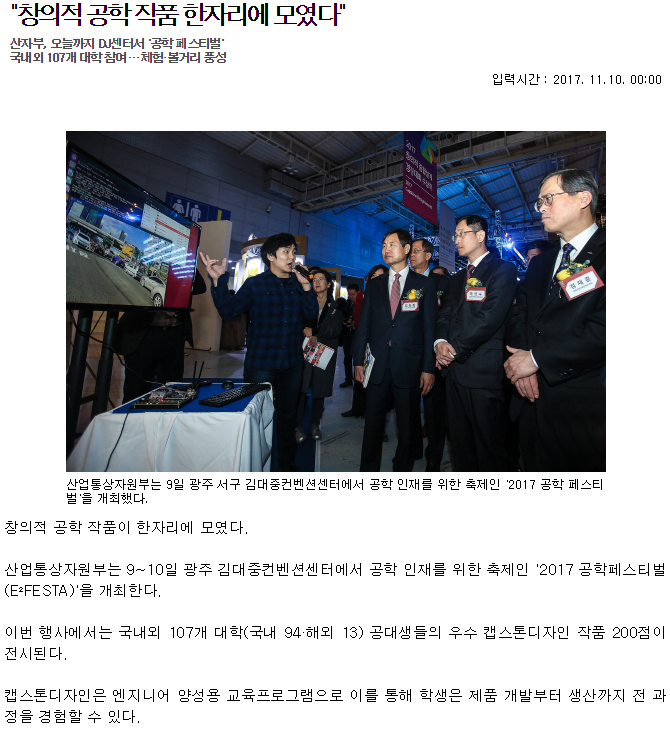 "창의적 공학 작품 한자리에 모였다"
산자부, 오늘까지 DJ센터서 '공학 페스티벌'
국내외 107개 대학 참여…체험·볼거리 풍성
입력시간 : 2017. 11.10. 00:00
2017
산업통상자원부는 9일 광주 서구 김대중컨벤션센터에서 공학 인재를 위한 축제인 '2017 공학 페스티
벌'을 개최했다.
창의적 공학 작품이 한자리에 모였다.
산업통상자원부는 9~10일 광주 김대중컨벤션센터에서 공학 인재를 위한 축제인 '2017 공학페스티벌
(E²FESTA)'을 개최한다.
이번 행사에서는 국내외 107개 대학(국내 94·해외 13) 공대생들의 우수 캡스톤디자인 작품 200점이
전시된다.
캡스톤디자인은 엔지니어 양성용 교육프로그램으로 이를 통해 학생은 제품 개발부터 생산까지 전 과
정을 경험할 수 있다.